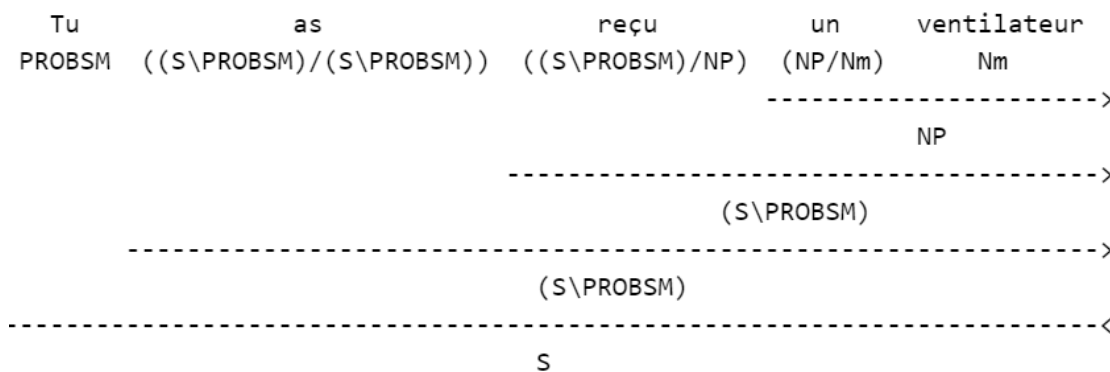 Tu as reçu un ventilateur
PROBSM ((S\PROBSM)/(S\PROBSM)) ((S\PROBSM)/NP) (NP/Nm) Nm
---------------------->
NP
--------------------------------------->
(S\PROBSM)
---------------------------------------------------------------->
(S\PROBSM)
------------------------------------------------------------------------<
S